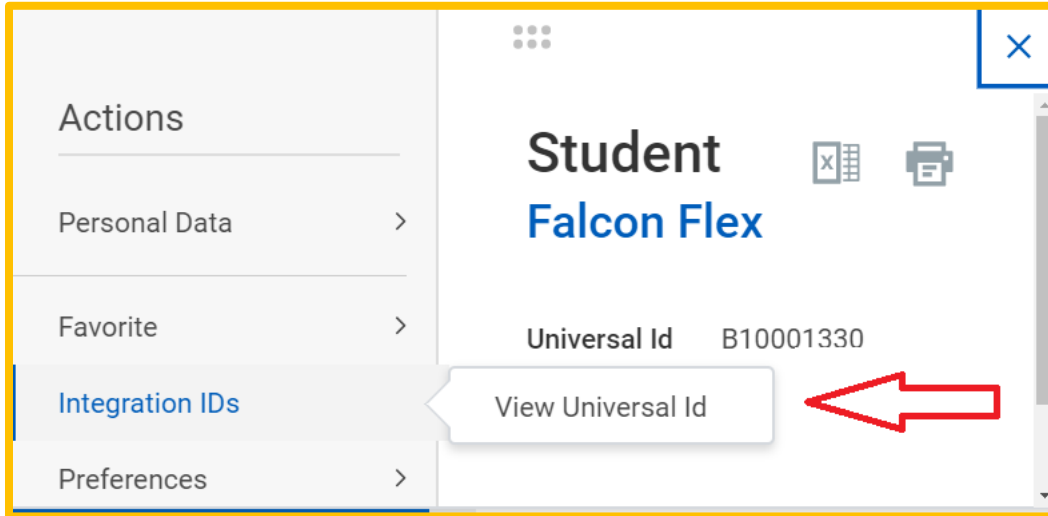 Actions
Personal Data
Favorite
Integration IDs
Preferences
Student
Falcon Flex
Universal Id B10001330
View Universal Id